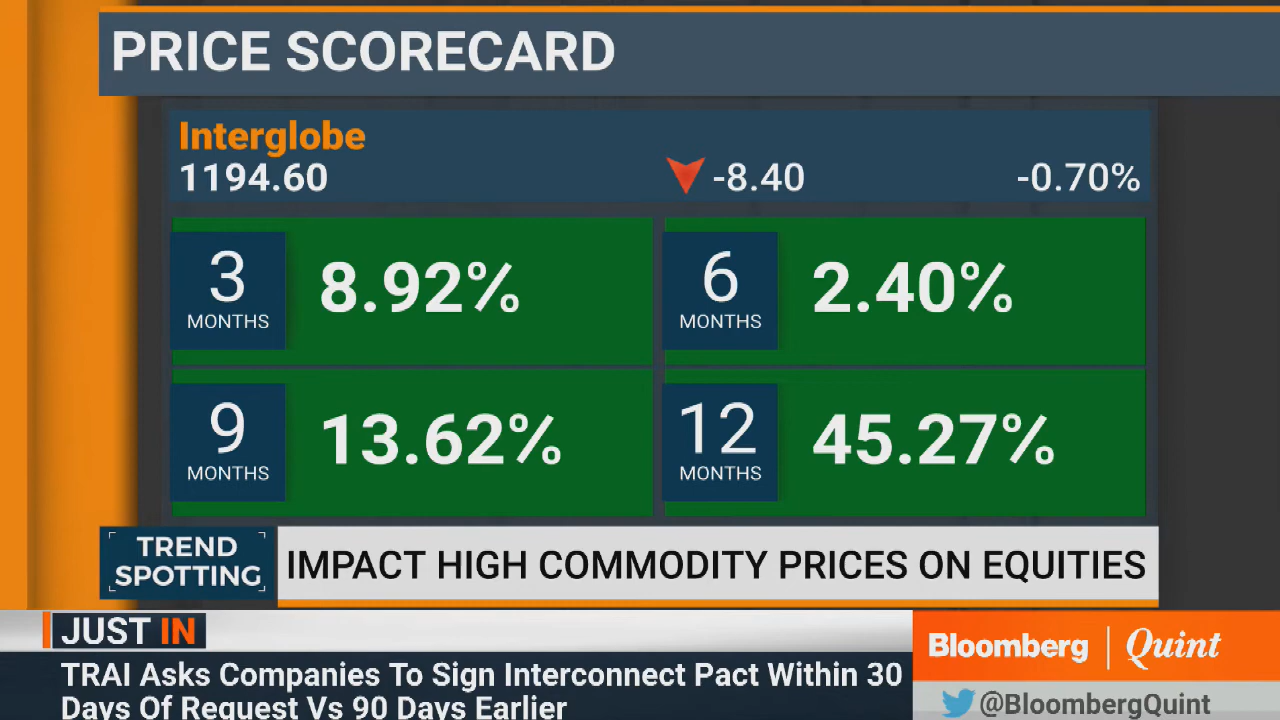 PRICE SCORECARD
Interglobe
1194.60 -8.40 -0.70%
3 MONTHS 8.92%
6 MONTHS 2.40%
9 MONTHS 13.62%
12 MONTHS 45.27%
TREND SPOTTING
IMPACT HIGH COMMODITY PRICES ON EQUITIES
JUST IN
TRAI Asks Companies To Sign Interconnect Pact Within 30
Days Of Request Vs 90 Days Earlier
Bloomberg | Quint
@BloombergQuint